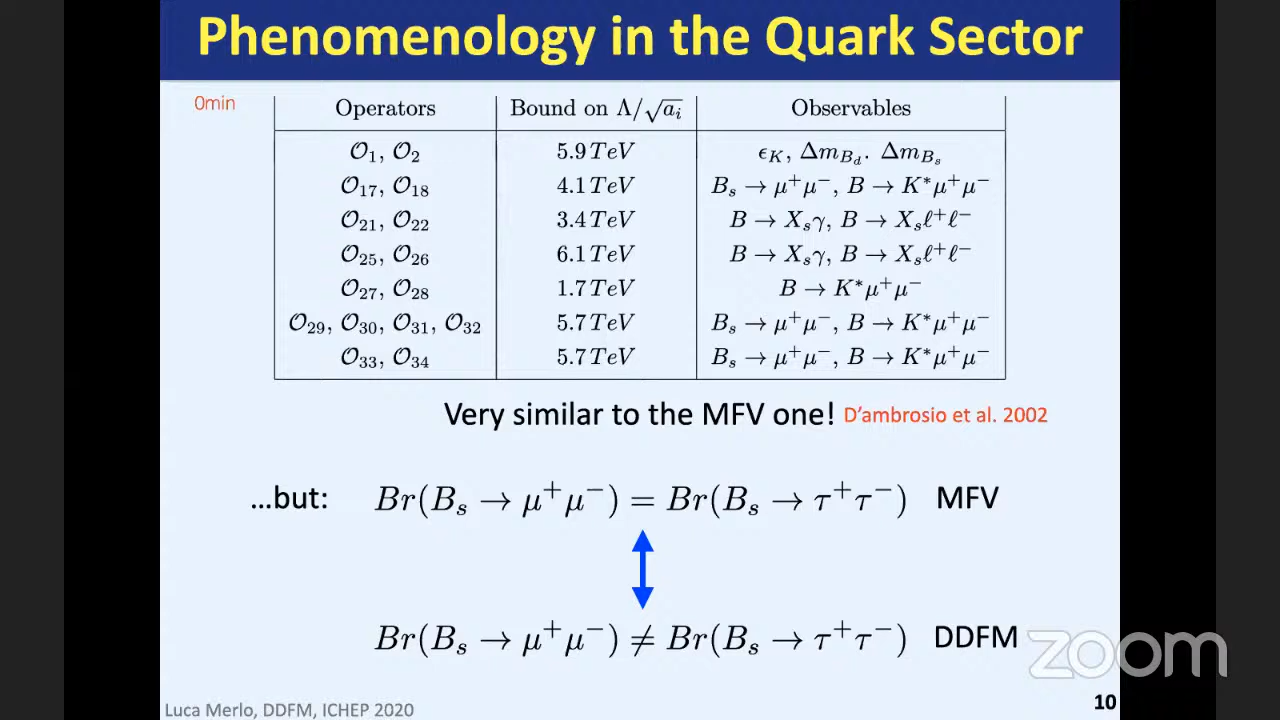 Phenomenology in the Quark Sector
0min
Operators Bound on Λ/√a_i Observables
𝒪₁, 𝒪₂ 5.9 TeV ϵ_K, Δm_{B_d}. Δm_{B_s}
𝒪₁₇, 𝒪₁₈ 4.1 TeV B_s → μ⁺μ⁻, B → K*μ⁺μ⁻
𝒪₂₁, 𝒪₂₂ 3.4 TeV B → X_sγ, B → X_sℓ⁺ℓ⁻
𝒪₂₅, 𝒪₂₆ 6.1 TeV B → X_sγ, B → X_sℓ⁺ℓ⁻
𝒪₂₇, 𝒪₂₈ 1.7 TeV B → K*μ⁺μ⁻
𝒪₂₉, 𝒪₃₀, 𝒪₃₁, 𝒪₃₂ 5.7 TeV B_s → μ⁺μ⁻, B → K*μ⁺μ⁻
𝒪₃₃, 𝒪₃₄ 5.7 TeV B_s → μ⁺μ⁻, B → K*μ⁺μ⁻
Very similar to the MFV one! D'ambrosio et al. 2002
...but: Br(B_s → μ⁺μ⁻) = Br(B_s → τ⁺τ⁻) MFV
Br(B_s → μ⁺μ⁻) ≠ Br(B_s → τ⁺τ⁻) DDFM
zoom
Luca Merlo, DDFM, ICHEP 2020
10